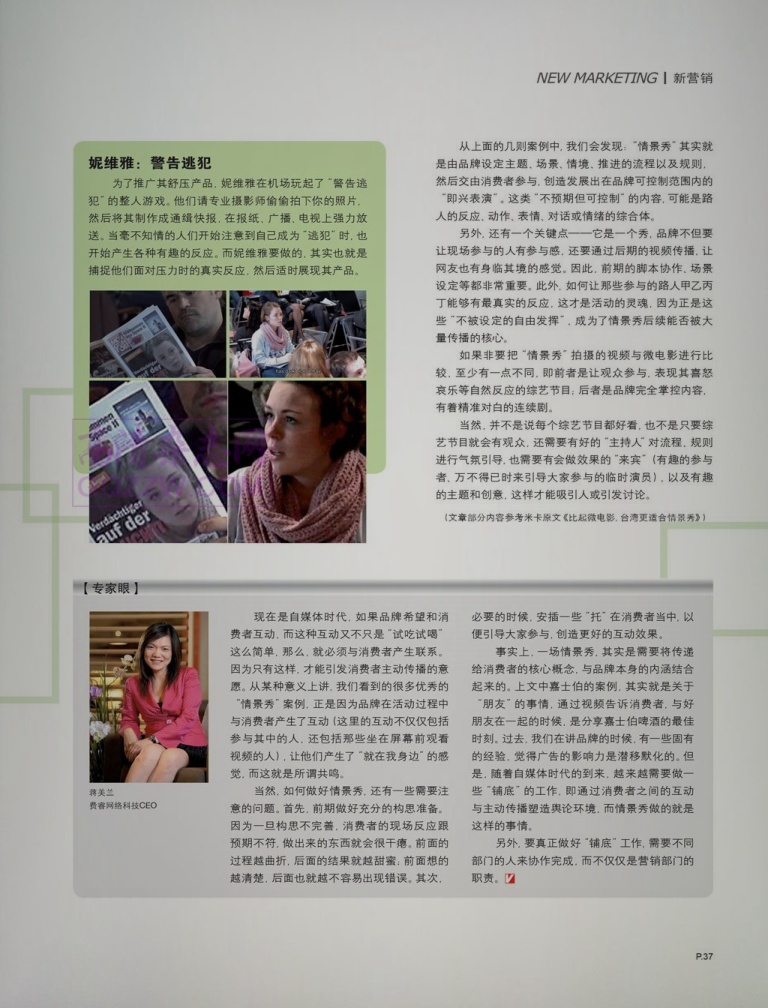 NEW MARKETING | 新营销
妮维雅：警告逃犯
为了推广其舒压产品，妮维雅在机场玩起了“警告逃
犯”的整人游戏。他们请专业摄影师偷偷拍下你的照片，
然后将其制作成通缉快报，在报纸、广播、电视上强力放
送。当毫不知情的人们开始注意到自己成为“逃犯”时，也
开始产生各种有趣的反应。而妮维雅要做的，其实也就是
捕捉他们面对压力时的真实反应，然后适时展现其产品。
Space it
Verdächtiger
auf der
从上面的几则案例中，我们会发现：“情景秀”其实就
是由品牌设定主题、场景、情境、推进的流程以及规则，
然后交由消费者参与，创造发展出在品牌可控制范围内的
“即兴表演”。这类“不预期但可控制”的内容，可能是路
人的反应、动作、表情、对话或情绪的综合体。
另外，还有一个关键点——它是一个秀，品牌不但要
让现场参与的人有参与感，还要通过后期的视频传播，让
网友也有身临其境的感觉。因此，前期的脚本协作、场景
设定等都非常重要。此外，如何让那些参与的路人甲乙丙
丁能够有最真实的反应，这才是活动的灵魂，因为正是这
些“不被设定的自由发挥”，成为了情景秀后续能否被大
量传播的核心。
如果非要把“情景秀”拍摄的视频与微电影进行比
较，至少有一点不同，即前者是让观众参与，表现其喜怒
哀乐等自然反应的综艺节目；后者是品牌完全掌控内容，
有着精准对白的连续剧。
当然，并不是说每个综艺节目都好看，也不是只要综
艺节目就会有观众，还需要有好的“主持人”对流程、规则
进行气氛引导，也需要有会做效果的“来宾”（有趣的参与
者，万不得已时来引导大家参与的临时演员），以及有趣
的主题和创意，这样才能吸引人或引发讨论。
（文章部分内容参考米卡原文《比起微电影，台湾更适合情景秀》）
【专家眼】
蒋美兰
费睿网络科技CEO
现在是自媒体时代，如果品牌希望和消
费者互动，而这种互动又不只是“试吃试喝”
这么简单，那么，就必须与消费者产生联系。
因为只有这样，才能引发消费者主动传播的意
愿。从某种意义上讲，我们看到的很多优秀的
“情景秀”案例，正是因为品牌在活动过程中
与消费者产生了互动（这里的互动不仅仅包括
参与其中的人，还包括那些坐在屏幕前观看
视频的人），让他们产生了“就在我身边”的感
觉，而这就是所谓共鸣。
当然，如何做好情景秀，还有一些需要注
意的问题。首先，前期做好充分的构思准备。
因为一旦构思不完善，消费者的现场反应跟
预期不符，做出来的东西就会很干瘪。前面的
过程越曲折，后面的结果就越甜蜜；前面想的
越清楚，后面也就越不容易出现错误。其次，
必要的时候，安插一些“托”在消费者当中，以
便引导大家参与，创造更好的互动效果。
事实上，一场情景秀，其实是需要将传递
给消费者的核心概念，与品牌本身的内涵结合
起来的。上文中嘉士伯的案例，其实就是关于
“朋友”的事情，通过视频告诉消费者，与好
朋友在一起的时候，是分享嘉士伯啤酒的最佳
时刻。过去，我们在讲品牌的时候，有一些固有
的经验，觉得广告的影响力是潜移默化的。但
是，随着自媒体时代的到来，越来越需要做一
些“铺底”的工作，即通过消费者之间的互动
与主动传播塑造舆论环境，而情景秀做的就是
这样的事情。
另外，要真正做好“铺底”工作，需要不同
部门的人来协作完成，而不仅仅是营销部门的
职责。
P.37